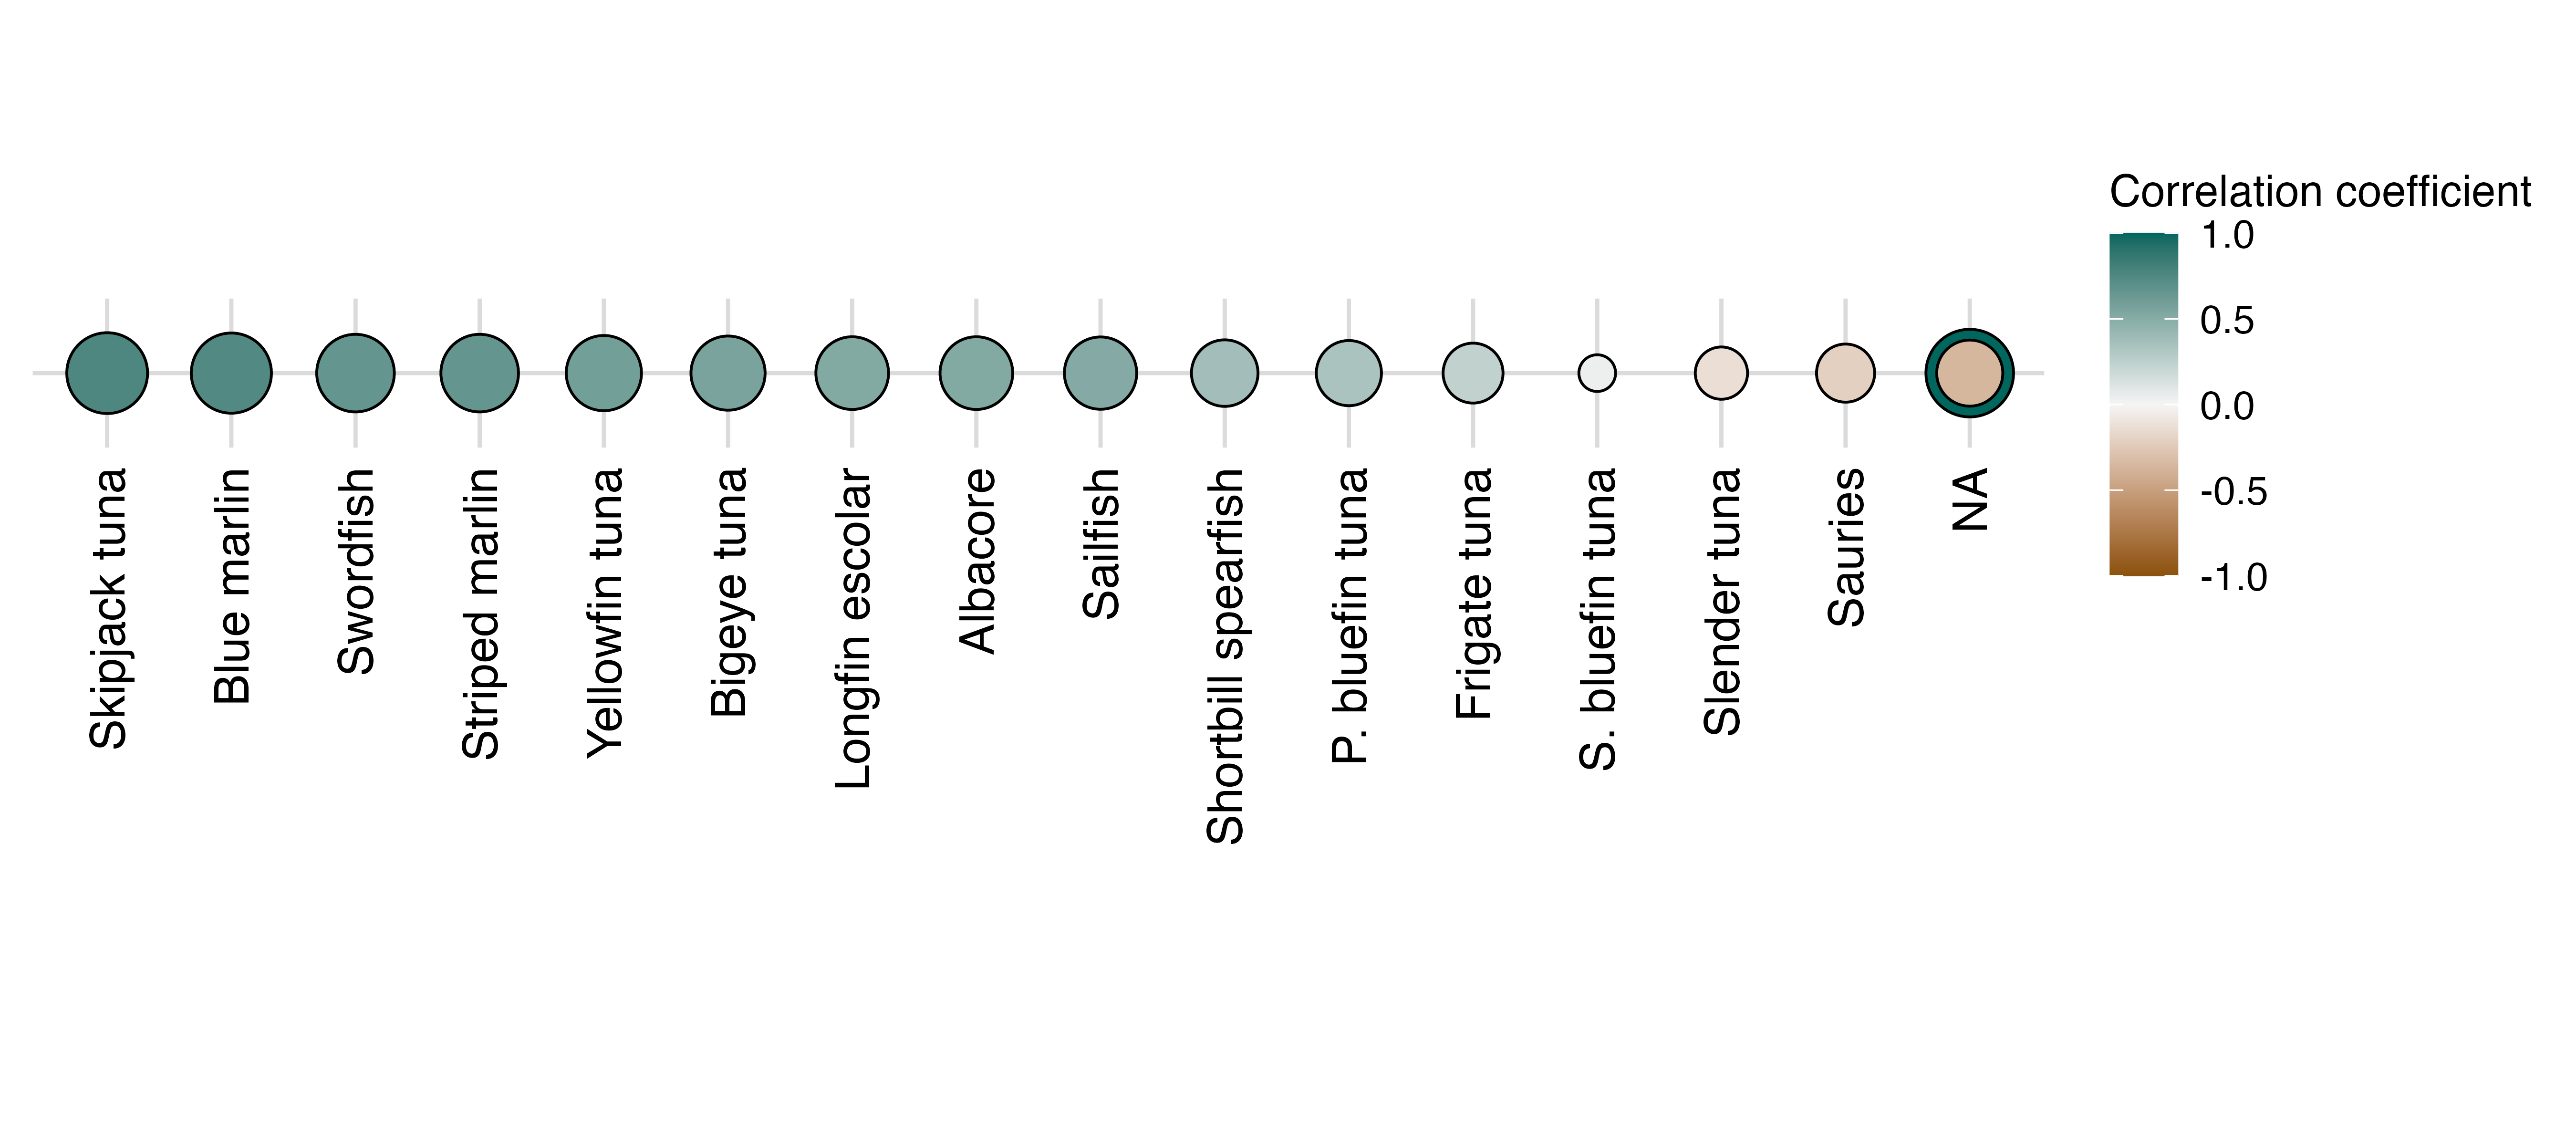 Correlation coefficient
1.0
0.5
0.0
-0.5
-1.0
Skipjack tuna
Blue marlin
Swordfish
Striped marlin
Yellowfin tuna
Bigeye tuna
Longfin escolar
Albacore
Sailfish
Shortbill spearfish
P. bluefin tuna
Frigate tuna
S. bluefin tuna
Slender tuna
Sauries
NA